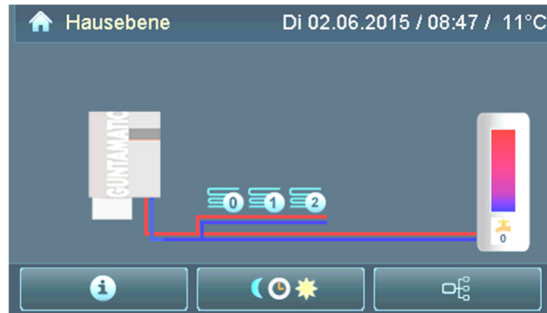 Hausebene Di 02.06.2015 / 08:47 / 11°C
GUNTAMATIC
0 1 2
0
i